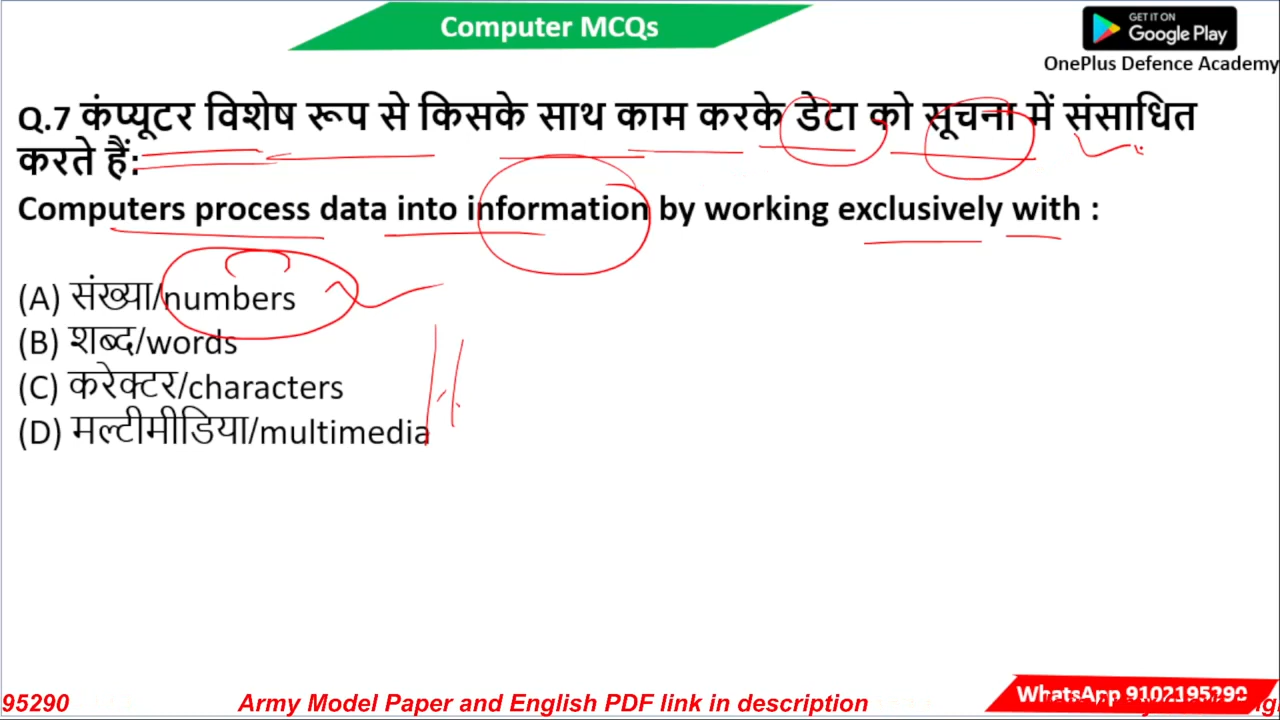 Computer MCQs
GET IT ON
Google Play
OnePlus Defence Academy
Q.7 कंप्यूटर विशेष रूप से किसके साथ काम करके डेटा को सूचना में संसाधित
करते हैं:
Computers process data into information by working exclusively with :
(A) संख्या/numbers
(B) शब्द/words
(C) करेक्टर/characters
(D) मल्टीमीडिया/multimedia
WhatsApp 9102195290
95290 Army Model Paper and English PDF link in description